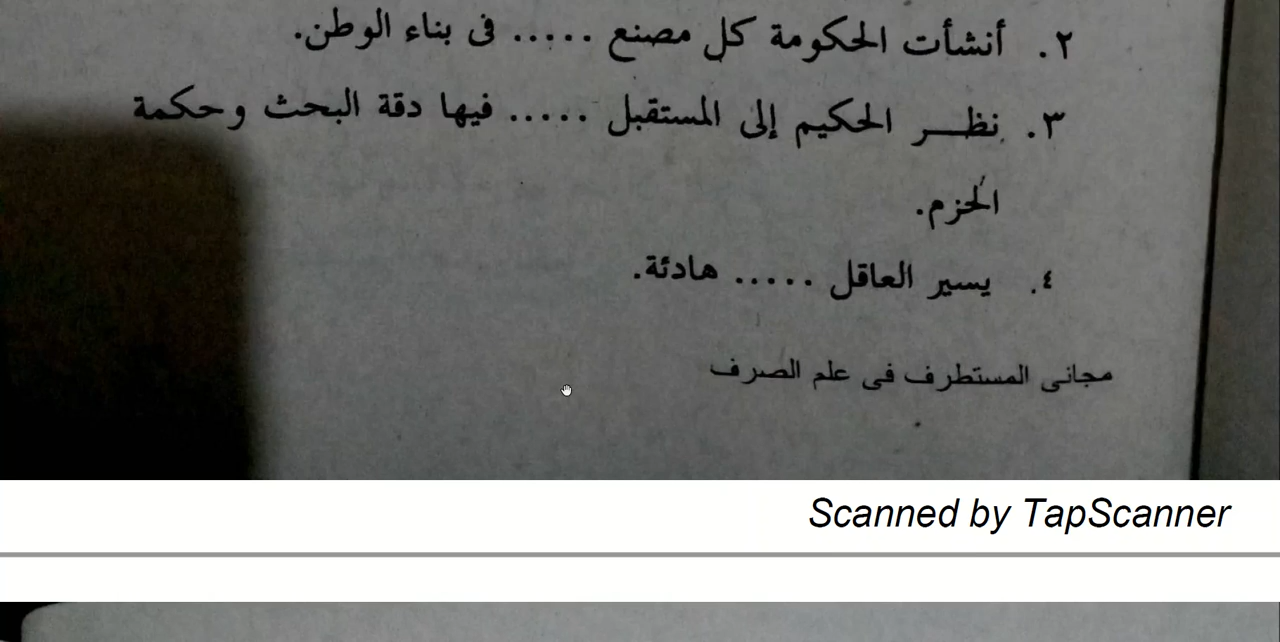 ٢. أنشأت الحكومة كل مصنع ..... فى بناء الوطن.
٣. نظر الحكيم إلى المستقبل ..... فيها دقة البحث وحكمة
الحزم.
٤. يسير العاقل ..... هادئة.
مجانى المستطرف فى علم الصرف
Scanned by TapScanner